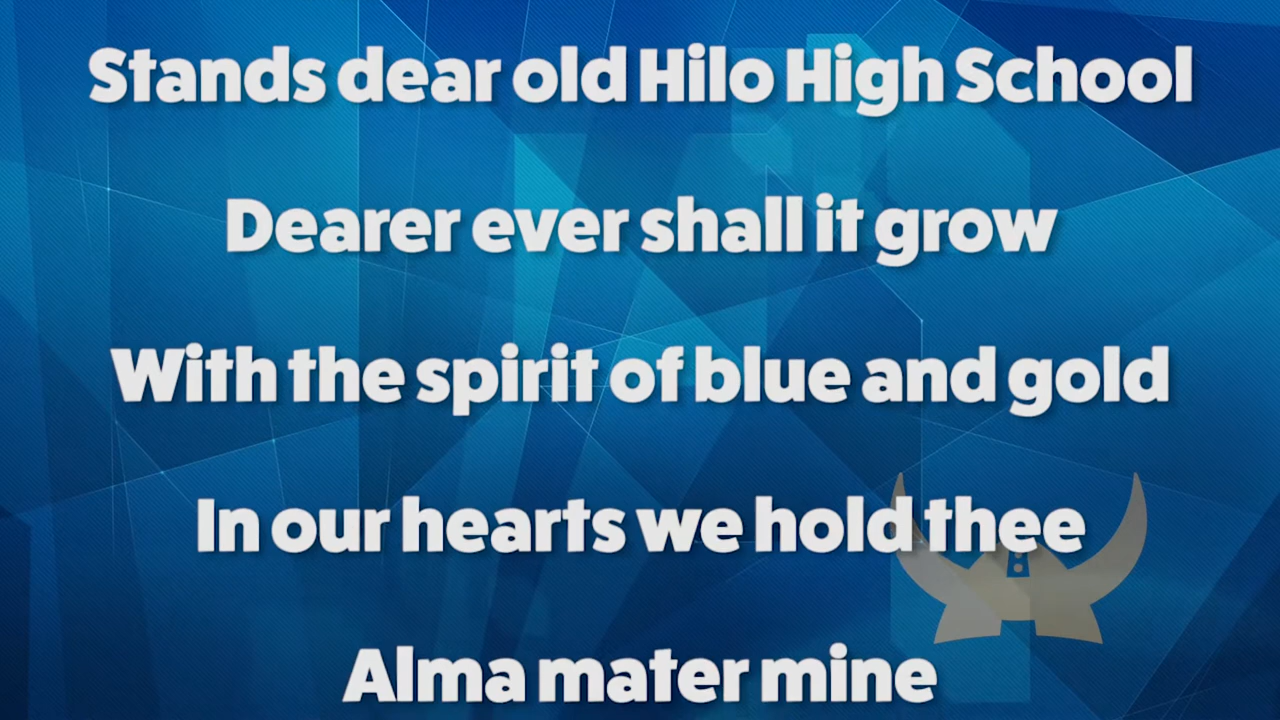 Stands dear old Hilo High School
Dearer ever shall it grow
With the spirit of blue and gold
In our hearts we hold thee
Alma mater mine